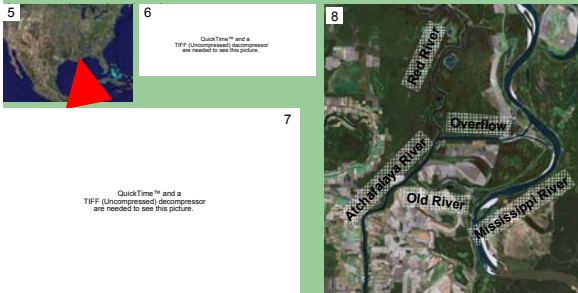 5
6
QuickTime™ and a
TIFF (Uncompressed) decompressor
are needed to see this picture.
7
QuickTime™ and a
TIFF (Uncompressed) decompressor
are needed to see this picture.
8
Red River
Overflow
Atchafalaya River
Old River
Mississippi River